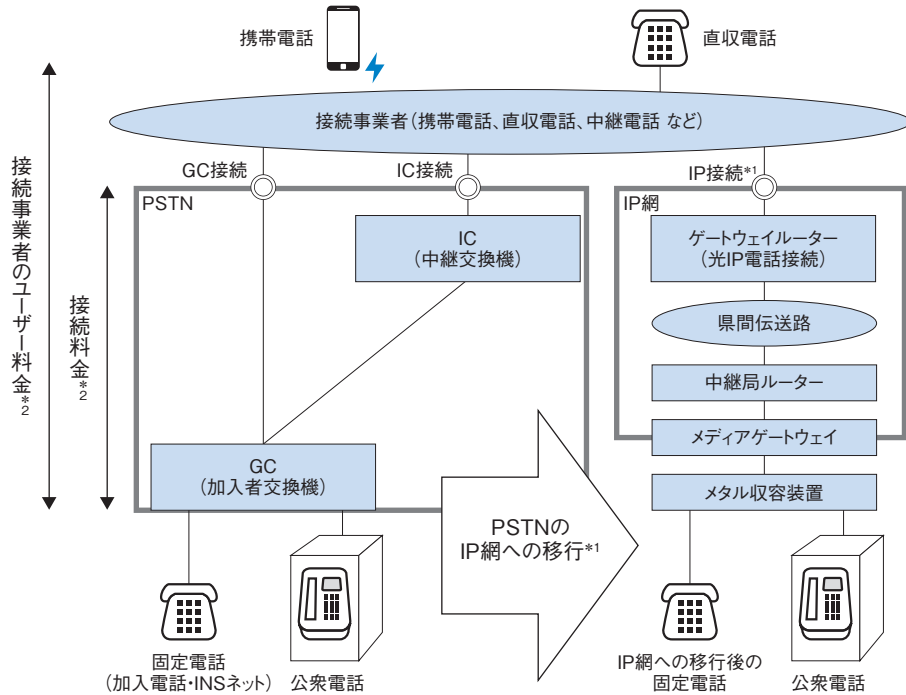 携帯電話
直収電話
接続事業者(携帯電話、直収電話、中継電話 など)
GC接続
IC接続
IP接続*1
接続事業者のユーザー料金*2
接続料金*2
PSTN
IC
(中継交換機)
GC
(加入者交換機)
IP網
ゲートウェイルーター
(光IP電話接続)
県間伝送路
中継局ルーター
メディアゲートウェイ
メタル収容装置
PSTNの
IP網への移行*1
固定電話
(加入電話・INSネット)
公衆電話
IP網への移行後の
固定電話
公衆電話